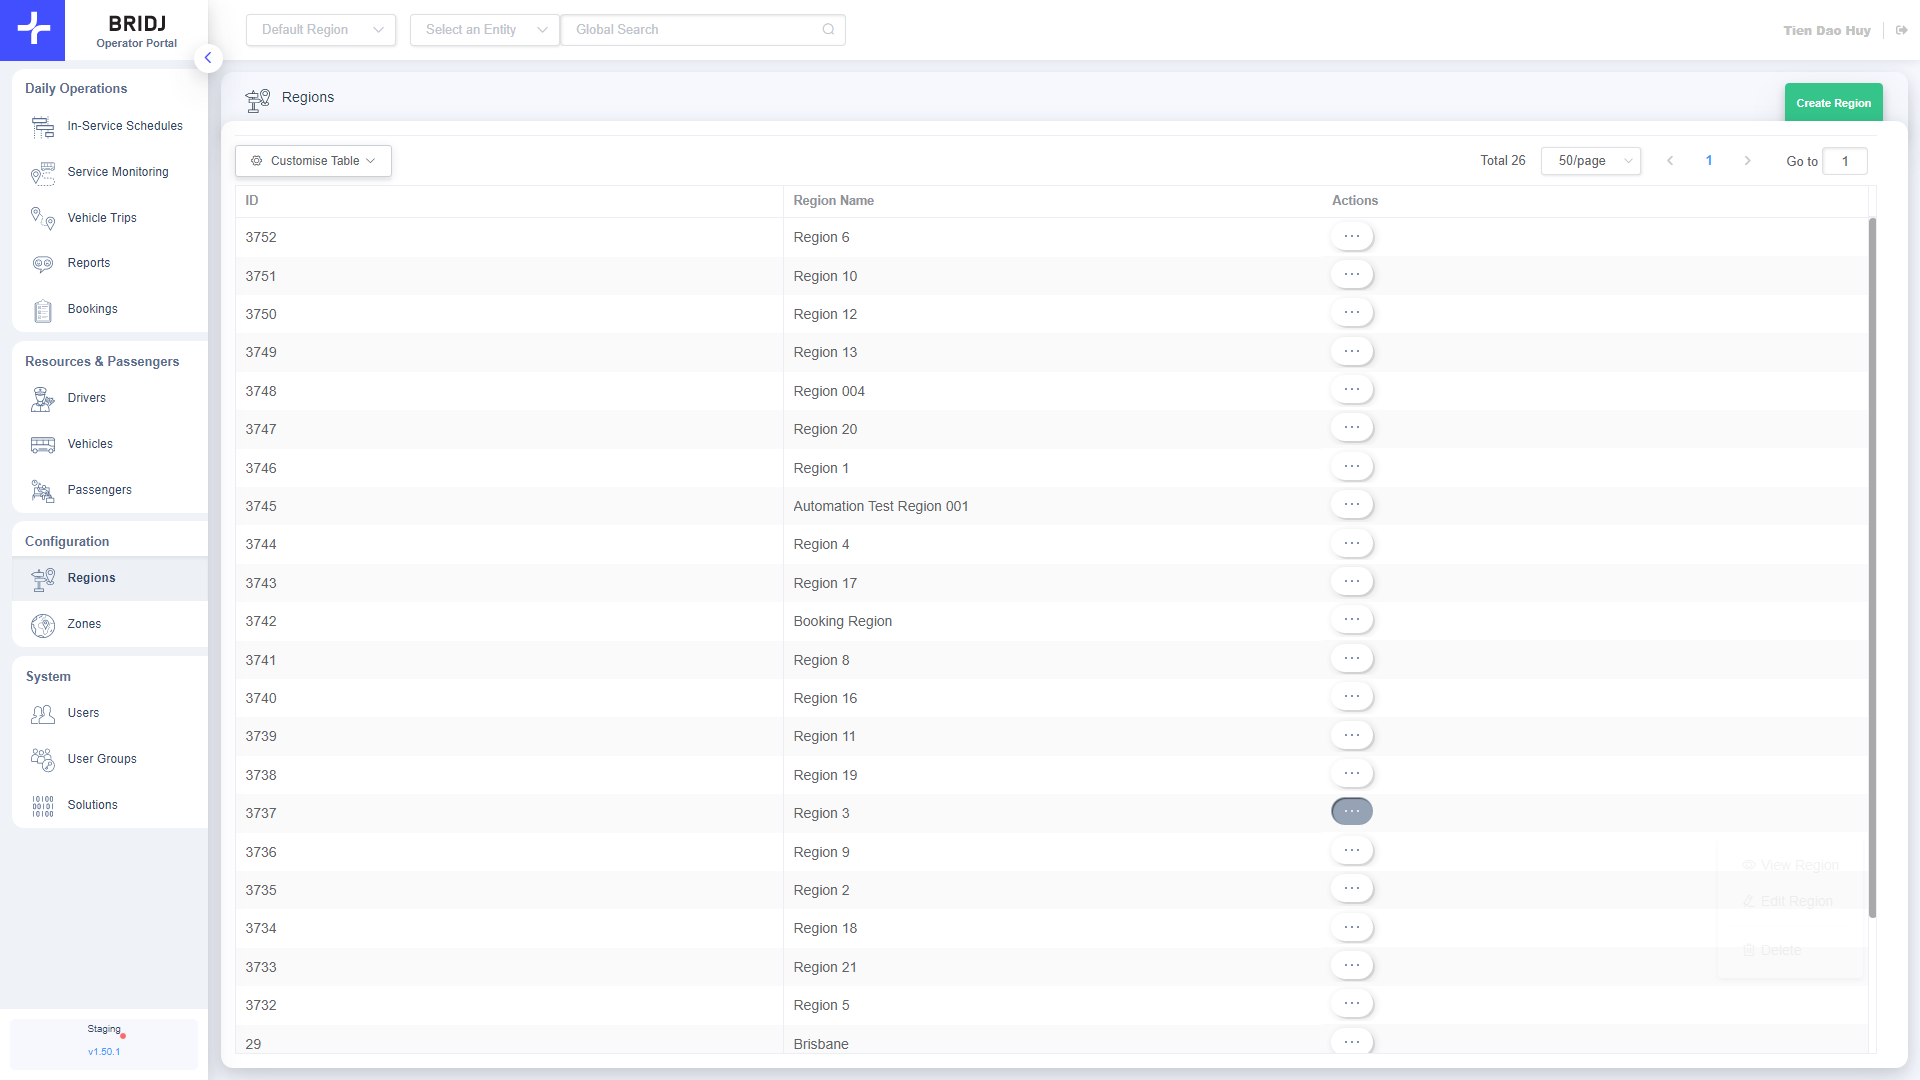 BRIDJ
Operator Portal
Default Region
Select an Entity
Global Search
Tien Dao Huy
Daily Operations
In-Service Schedules
Service Monitoring
Vehicle Trips
Reports
Bookings
Resources & Passengers
Drivers
Vehicles
Passengers
Configuration
Regions
Zones
System
Users
User Groups
Solutions
Staging
v1.50.1
Regions
Create Region
Customise Table
Total 26
50/page
1
Go to
1
ID Region Name Actions
3752 Region 6 ...
3751 Region 10 ...
3750 Region 12 ...
3749 Region 13 ...
3748 Region 004 ...
3747 Region 20 ...
3746 Region 1 ...
3745 Automation Test Region 001 ...
3744 Region 4 ...
3743 Region 17 ...
3742 Booking Region ...
3741 Region 8 ...
3740 Region 16 ...
3739 Region 11 ...
3738 Region 19 ...
3737 Region 3 ...
3736 Region 9 ...
3735 Region 2 ...
3734 Region 18 ...
3733 Region 21 ...
3732 Region 5 ...
29 Brisbane ...
View Region
Edit Region
Delete